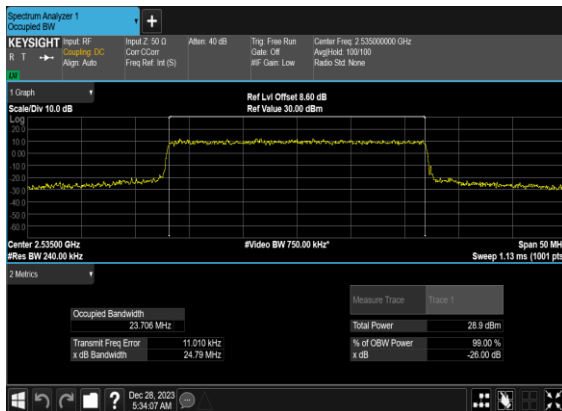 Spectrum Analyzer 1
Occupied BW
+
KEYSIGHT
R T
LXI
Input: RF
Coupling: DC
Align: Auto
Input Z: 50 Ω
Corr CCorr
Freq Ref: Int (S)
Atten: 40 dB
Trig: Free Run
Gate: Off
#IF Gain: Low
Center Freq: 2.535000000 GHz
Avg|Hold: 100/100
Radio Std: None
1 Graph
Scale/Div 10.0 dB
Ref Lvl Offset 8.60 dB
Ref Value 30.00 dBm
Log
20.0
10.0
0.00
-10.0
-20.0
-30.0
-40.0
-50.0
-60.0
Center 2.53500 GHz
#Res BW 240.00 kHz
#Video BW 750.00 kHz*
Span 50 MH
Sweep 1.13 ms (1001 pts
2 Metrics
Measure Trace
Trace 1
Occupied Bandwidth
23.706 MHz
Total Power
28.9 dBm
Transmit Freq Error
11.010 kHz
% of OBW Power
99.00 %
x dB Bandwidth
24.79 MHz
x dB
-26.00 dB
?
Dec 28, 2023
5:34:07 AM